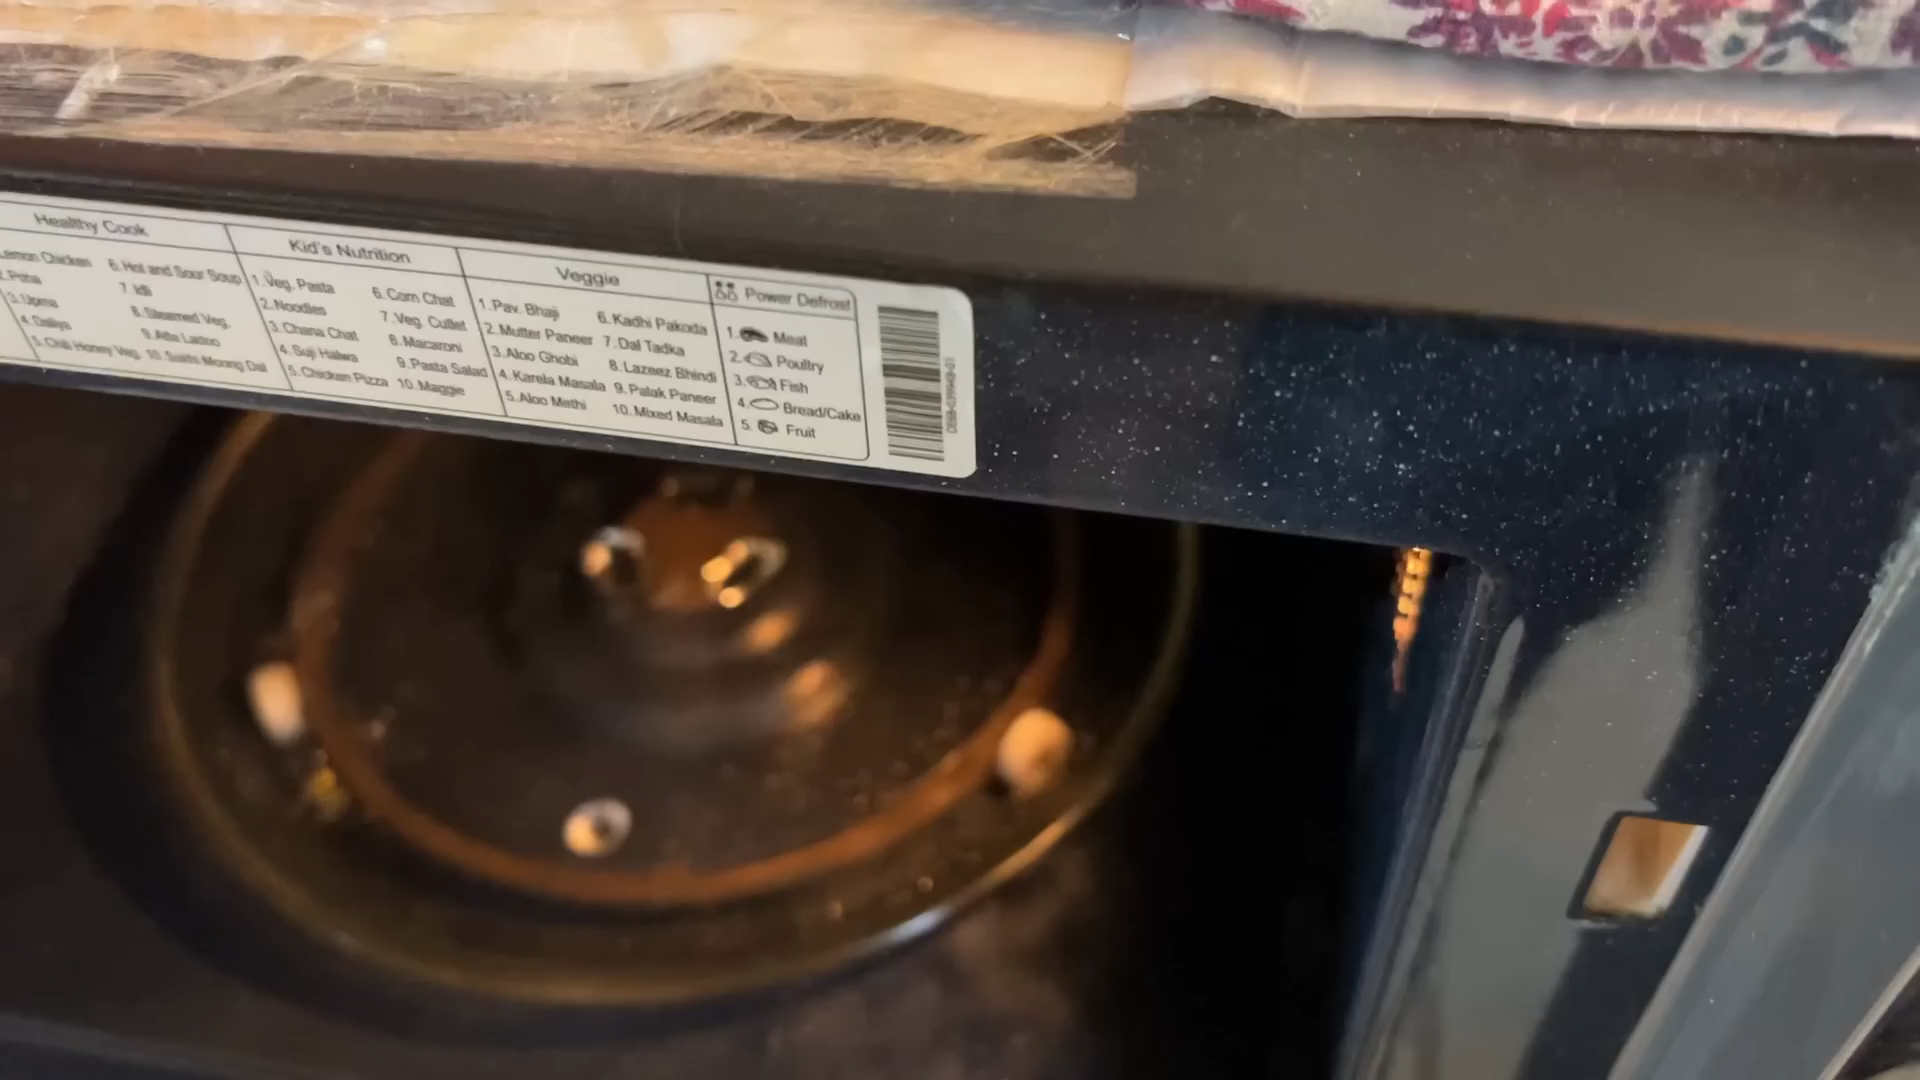 Healthy Cook
Lemon Chicken 6.Hot and Sour Soup
2.Poha 7.Idli
3.Upma 8.Steamed Veg.
4.Daliya 9.Atta Ladoo
5.Chili Honey Veg. 10.Sukhi Moong Dal
Kid's Nutrition
1.Veg. Pasta 6.Corn Chat
2.Noodles 7.Veg. Cutlet
3.Chana Chat 8.Macaroni
4.Suji Halwa 9.Pasta Salad
5.Chicken Pizza 10.Maggie
Veggie
1.Pav. Bhaji 6.Kadhi Pakoda
2.Mutter Paneer 7.Dal Tadka
3.Aloo Ghobi 8.Lazeez Bhindi
4.Karela Masala 9.Palak Paneer
5.Aloo Methi 10.Mixed Masala
Power Defrost
1. Meat
2. Poultry
3. Fish
4. Bread/Cake
5. Fruit